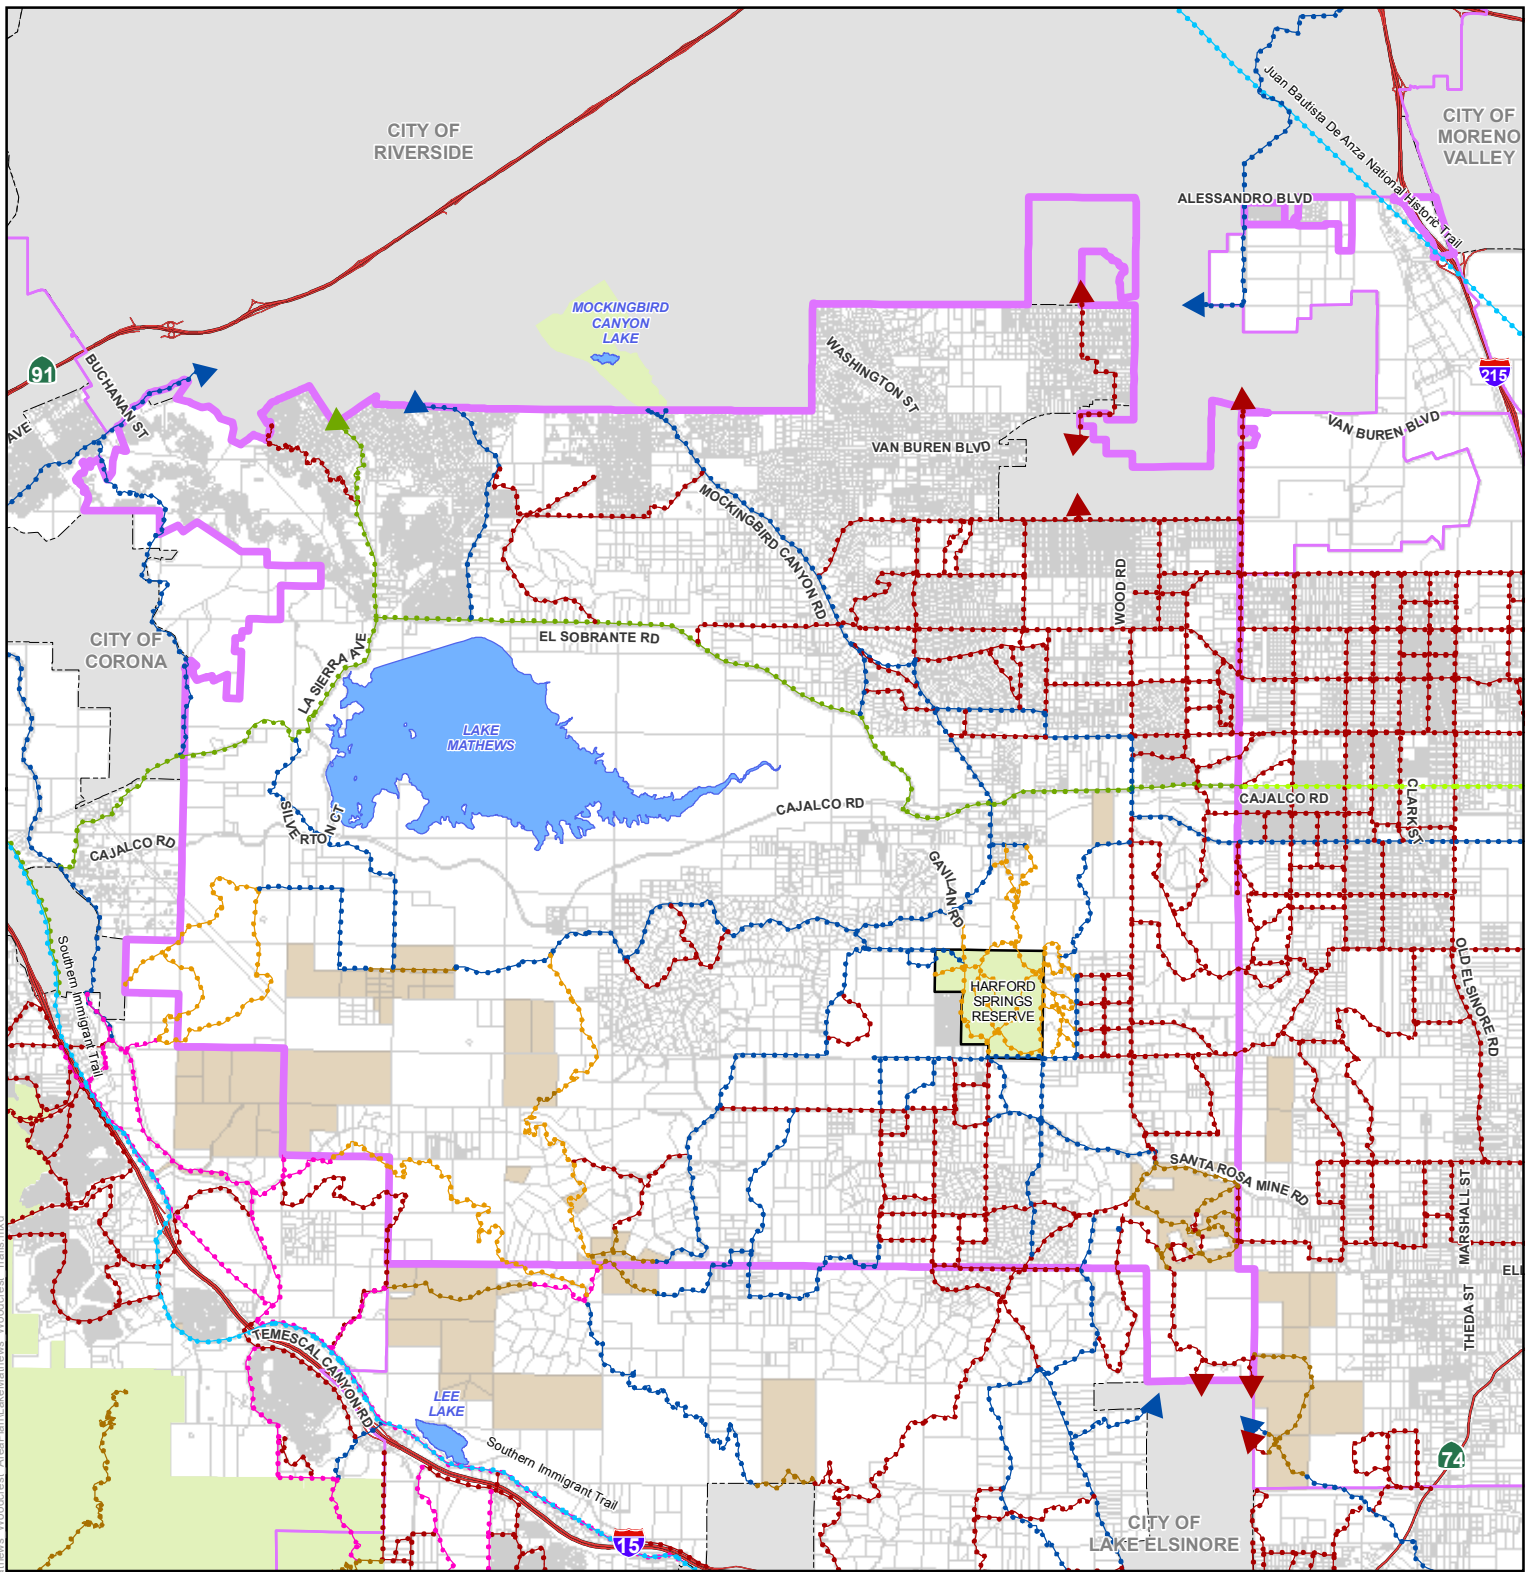 CITY OF
RIVERSIDE
CITY OF
MORENO
VALLEY
Juan Bautista De Anza National Historic Trail
ALESSANDRO BLVD
MOCKINGBIRD
CANYON
LAKE
91
BUCHANAN ST
AVE
WASHINGTON ST
215
VAN BUREN BLVD
VAN BUREN BLVD
MOCKINGBIRD CANYON RD
WOOD RD
CITY OF
CORONA
EL SOBRANTE RD
LA SIERRA AVE
LAKE
MATHEWS
CAJALCO RD
CAJALCO RD
CLARK ST
SILVERTON CT
CAJALCO RD
GAVILAN RD
Southern Immigrant Trail
OLD ELSINORE RD
HARFORD
SPRINGS
RESERVE
SANTA ROSA MINE RD
MARSHALL ST
ELL
THEDA ST
TEMESCAL CANYON RD
LEE
LAKE
Southern Immigrant Trail
74
CITY OF
LAKE ELSINORE
15